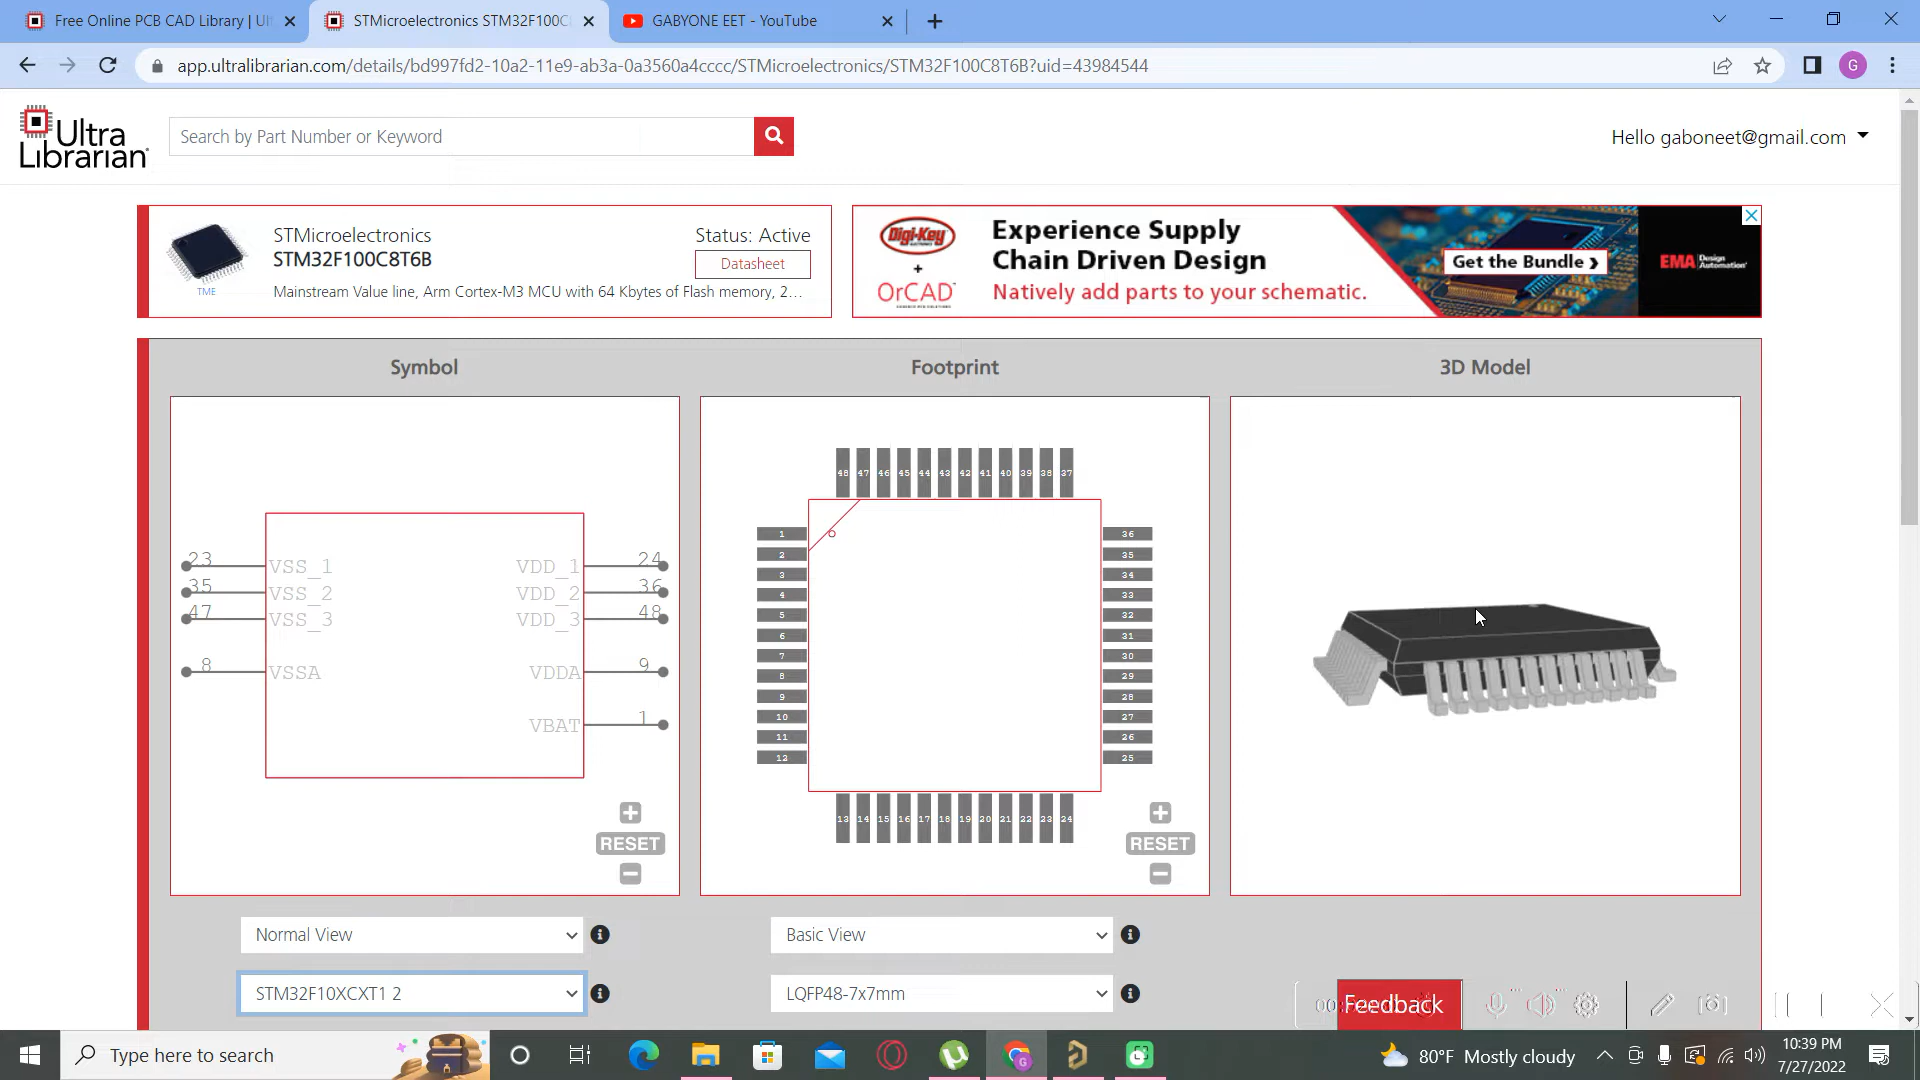 Free Online PCB CAD Library | Ul
STMicroelectronics STM32F100C
GABYONE EET - YouTube
app.ultralibrarian.com/details/bd997fd2-10a2-11e9-ab3a-0a3560a4cccc/STMicroelectronics/STM32F100C8T6B?uid=43984544
G
Ultra
Librarian
Search by Part Number or Keyword
Hello gaboneet@gmail.com
STMicroelectronics
STM32F100C8T6B
Mainstream Value line, Arm Cortex-M3 MCU with 64 Kbytes of Flash memory, 2...
TME
Status: Active
Datasheet
Digi-Key
+
OrCAD
Experience Supply
Chain Driven Design
Natively add parts to your schematic.
Get the Bundle ›
EMA Design Automation
Symbol
Footprint
3D Model
23 VSS_1 VDD_1 24
35 VSS_2 VDD_2 36
47 VSS_3 VDD_3 48
8 VSSA VDDA 9
VBAT 1
RESET
48 47 46 45 44 43 42 41 40 39 38 37
1 36
2 35
3 34
4 33
5 32
6 31
7 30
8 29
9 28
10 27
11 26
12 25
13 14 15 16 17 18 19 20 21 22 23 24
RESET
Normal View
Basic View
STM32F10XCXT1 2
LQFP48-7x7mm
Feedback
Type here to search
80°F Mostly cloudy
10:39 PM
7/27/2022